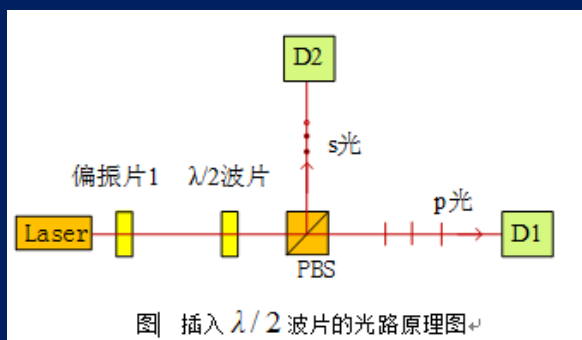 D2
s光
偏振片1
λ/2波片
p光
Laser
D1
PBS
图 插入 λ/2 波片的光路原理图